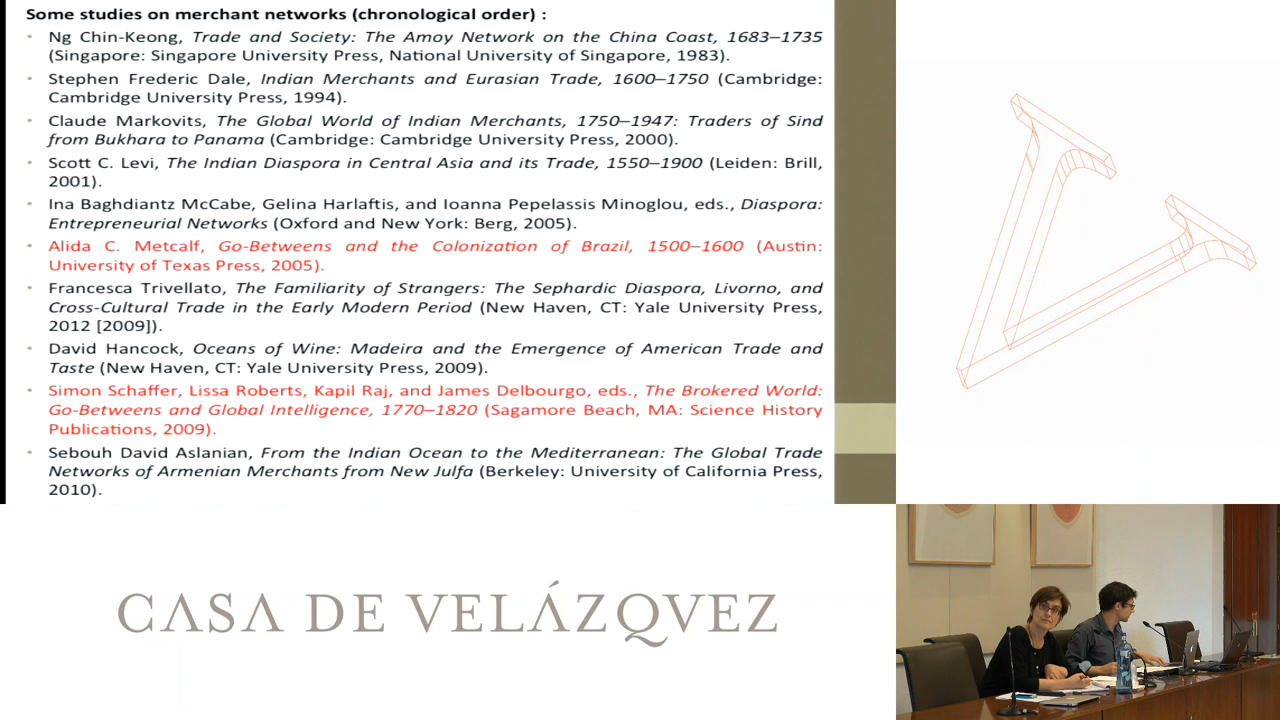 Some studies on merchant networks (chronological order) :
• Ng Chin-Keong, Trade and Society: The Amoy Network on the China Coast, 1683–1735
(Singapore: Singapore University Press, National University of Singapore, 1983).
• Stephen Frederic Dale, Indian Merchants and Eurasian Trade, 1600–1750 (Cambridge:
Cambridge University Press, 1994).
• Claude Markovits, The Global World of Indian Merchants, 1750–1947: Traders of Sind
from Bukhara to Panama (Cambridge: Cambridge University Press, 2000).
• Scott C. Levi, The Indian Diaspora in Central Asia and its Trade, 1550–1900 (Leiden: Brill,
2001).
• Ina Baghdiantz McCabe, Gelina Harlaftis, and Ioanna Pepelassis Minoglou, eds., Diaspora:
Entrepreneurial Networks (Oxford and New York: Berg, 2005).
• Alida C. Metcalf, Go-Betweens and the Colonization of Brazil, 1500–1600 (Austin:
University of Texas Press, 2005).
• Francesca Trivellato, The Familiarity of Strangers: The Sephardic Diaspora, Livorno, and
Cross-Cultural Trade in the Early Modern Period (New Haven, CT: Yale University Press,
2012 [2009]).
• David Hancock, Oceans of Wine: Madeira and the Emergence of American Trade and
Taste (New Haven, CT: Yale University Press, 2009).
• Simon Schaffer, Lissa Roberts, Kapil Raj, and James Delbourgo, eds., The Brokered World:
Go-Betweens and Global Intelligence, 1770–1820 (Sagamore Beach, MA: Science History
Publications, 2009).
• Sebouh David Aslanian, From the Indian Ocean to the Mediterranean: The Global Trade
Networks of Armenian Merchants from New Julfa (Berkeley: University of California Press,
2010).
CASA DE VELÁZQVEZ